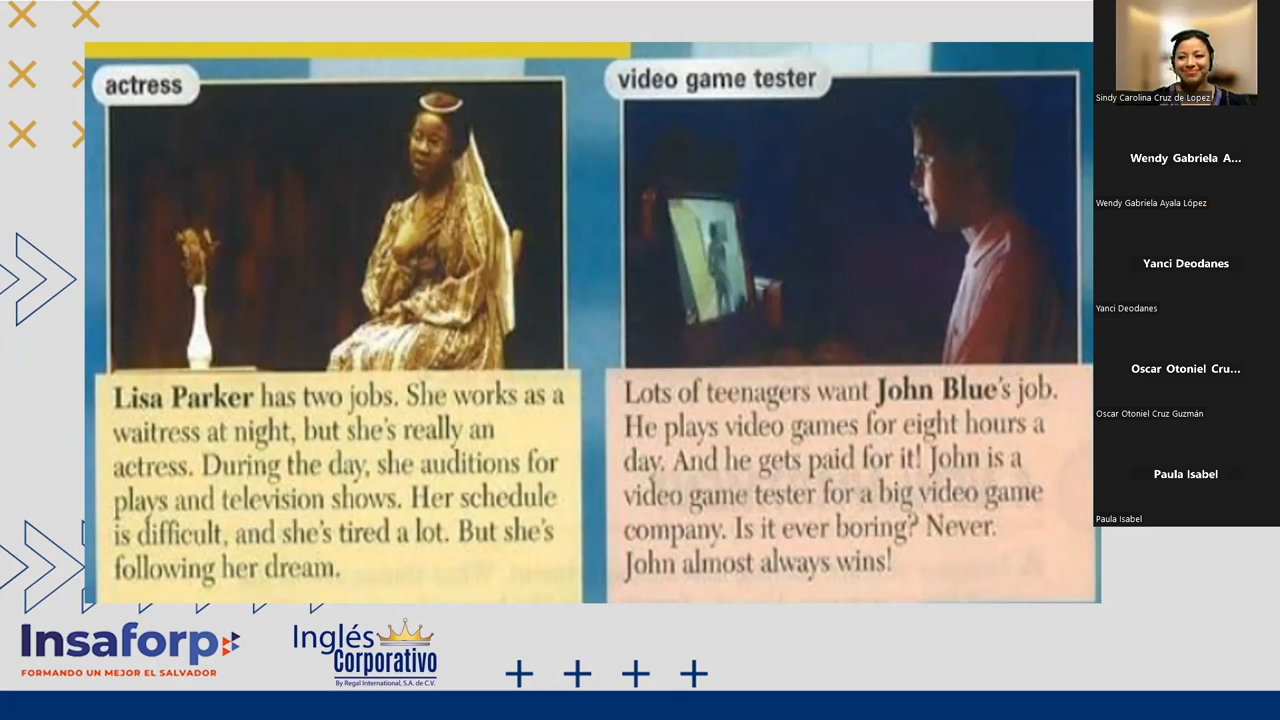 actress
Lisa Parker has two jobs. She works as a
waitress at night, but she's really an
actress. During the day, she auditions for
plays and television shows. Her schedule
is difficult, and she's tired a lot. But she's
following her dream.
video game tester
Lots of teenagers want John Blue's job.
He plays video games for eight hours a
day. And he gets paid for it! John is a
video game tester for a big video game
company. Is it ever boring? Never.
John almost always wins!
Insaforp
FORMANDO UN MEJOR EL SALVADOR
Inglés
Corporativo
By Regal International, S.A. de C.V.
Sindy Carolina Cruz de Lopez
Wendy Gabriela A...
Wendy Gabriela Ayala López
Yanci Deodanes
Yanci Deodanes
Oscar Otoniel Cru...
Oscar Otoniel Cruz Guzmán
Paula Isabel
Paula Isabel